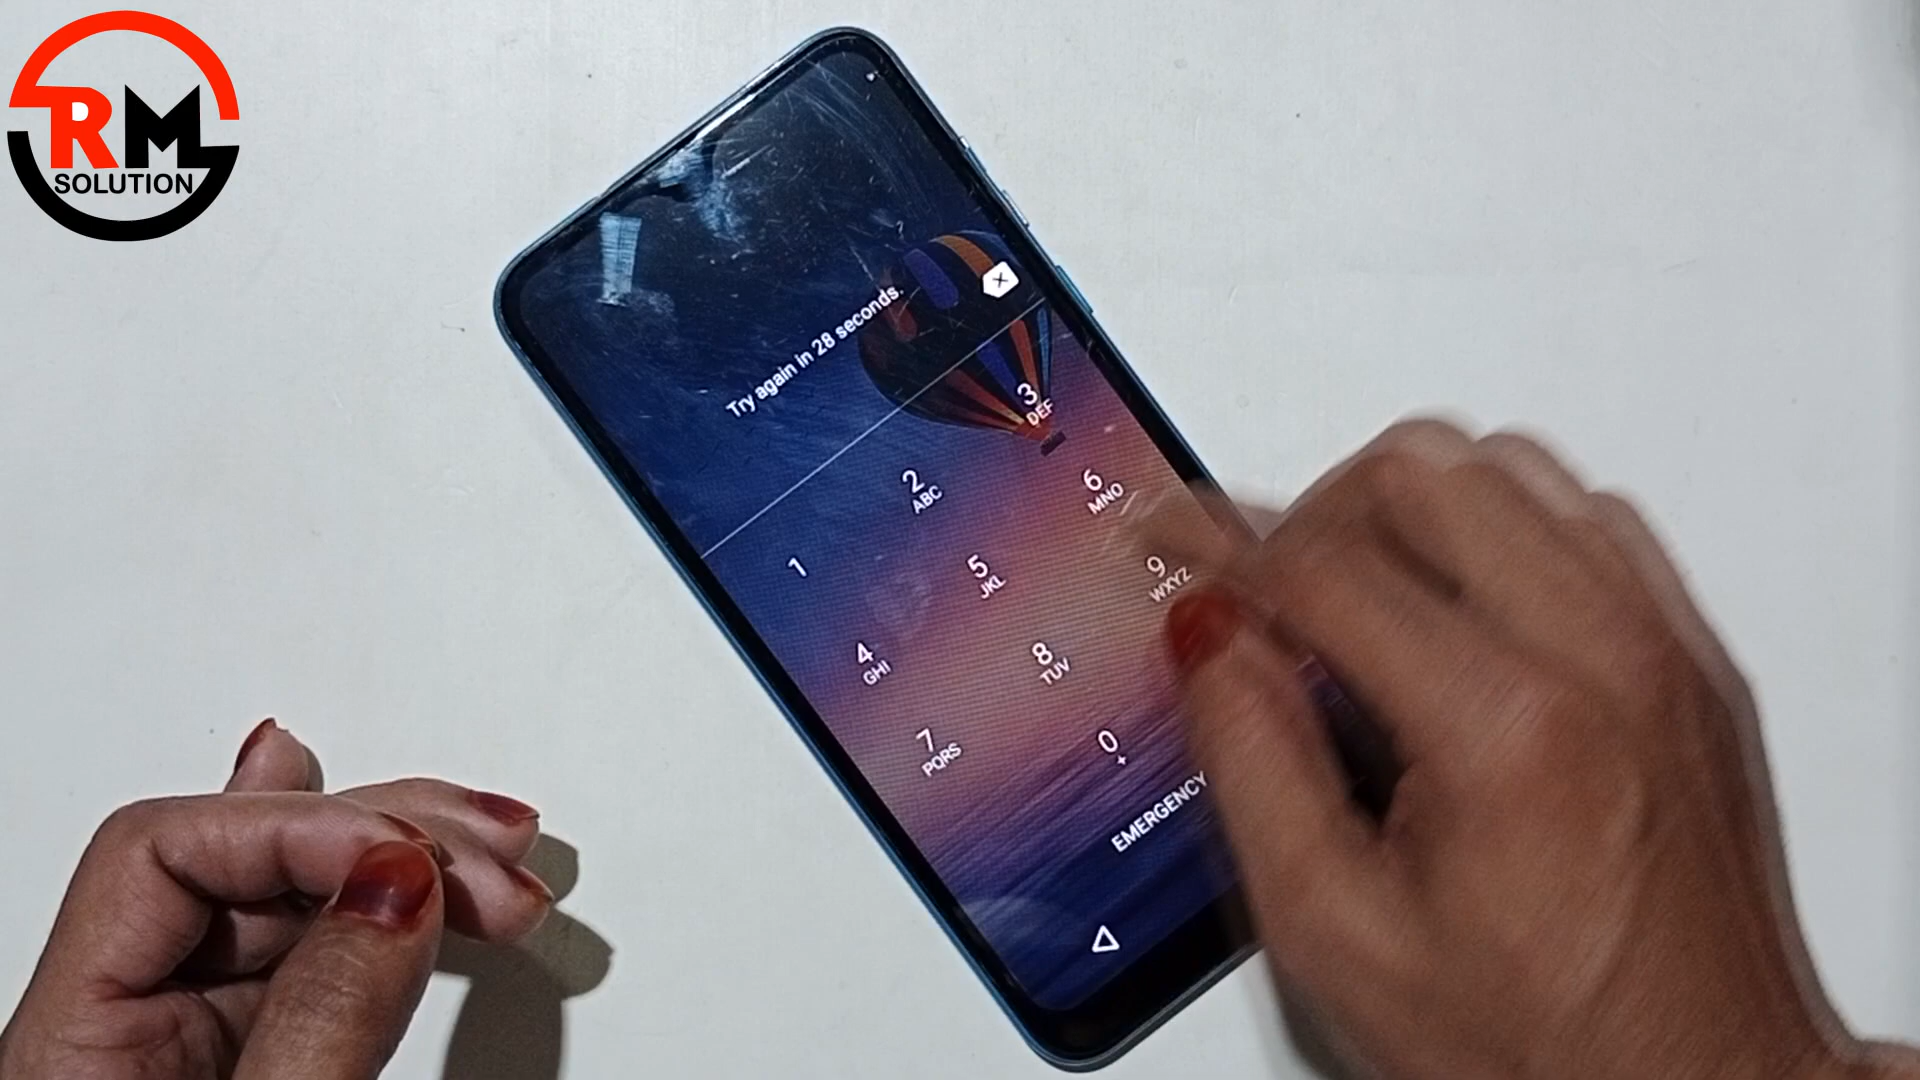 RM
SOLUTION
Try again in 28 seconds.
1
2
ABC
3
DEF
4
GHI
5
JKL
6
MNO
7
PQRS
8
TUV
9
WXYZ
0
+
EMERGENCY